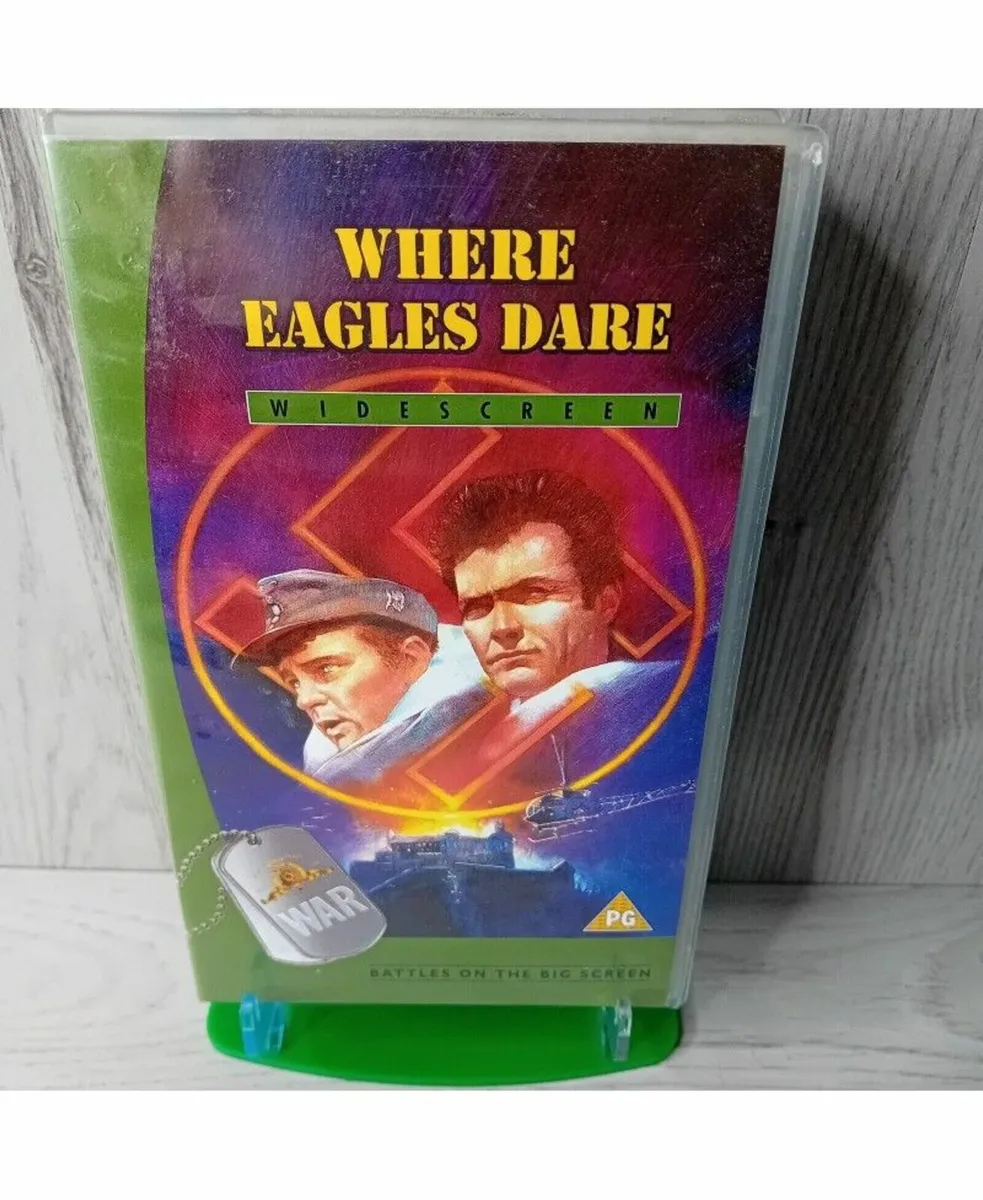 WHERE
EAGLES DARE
WIDESCREEN
WAR
PG
BATTLES ON THE BIG SCREEN